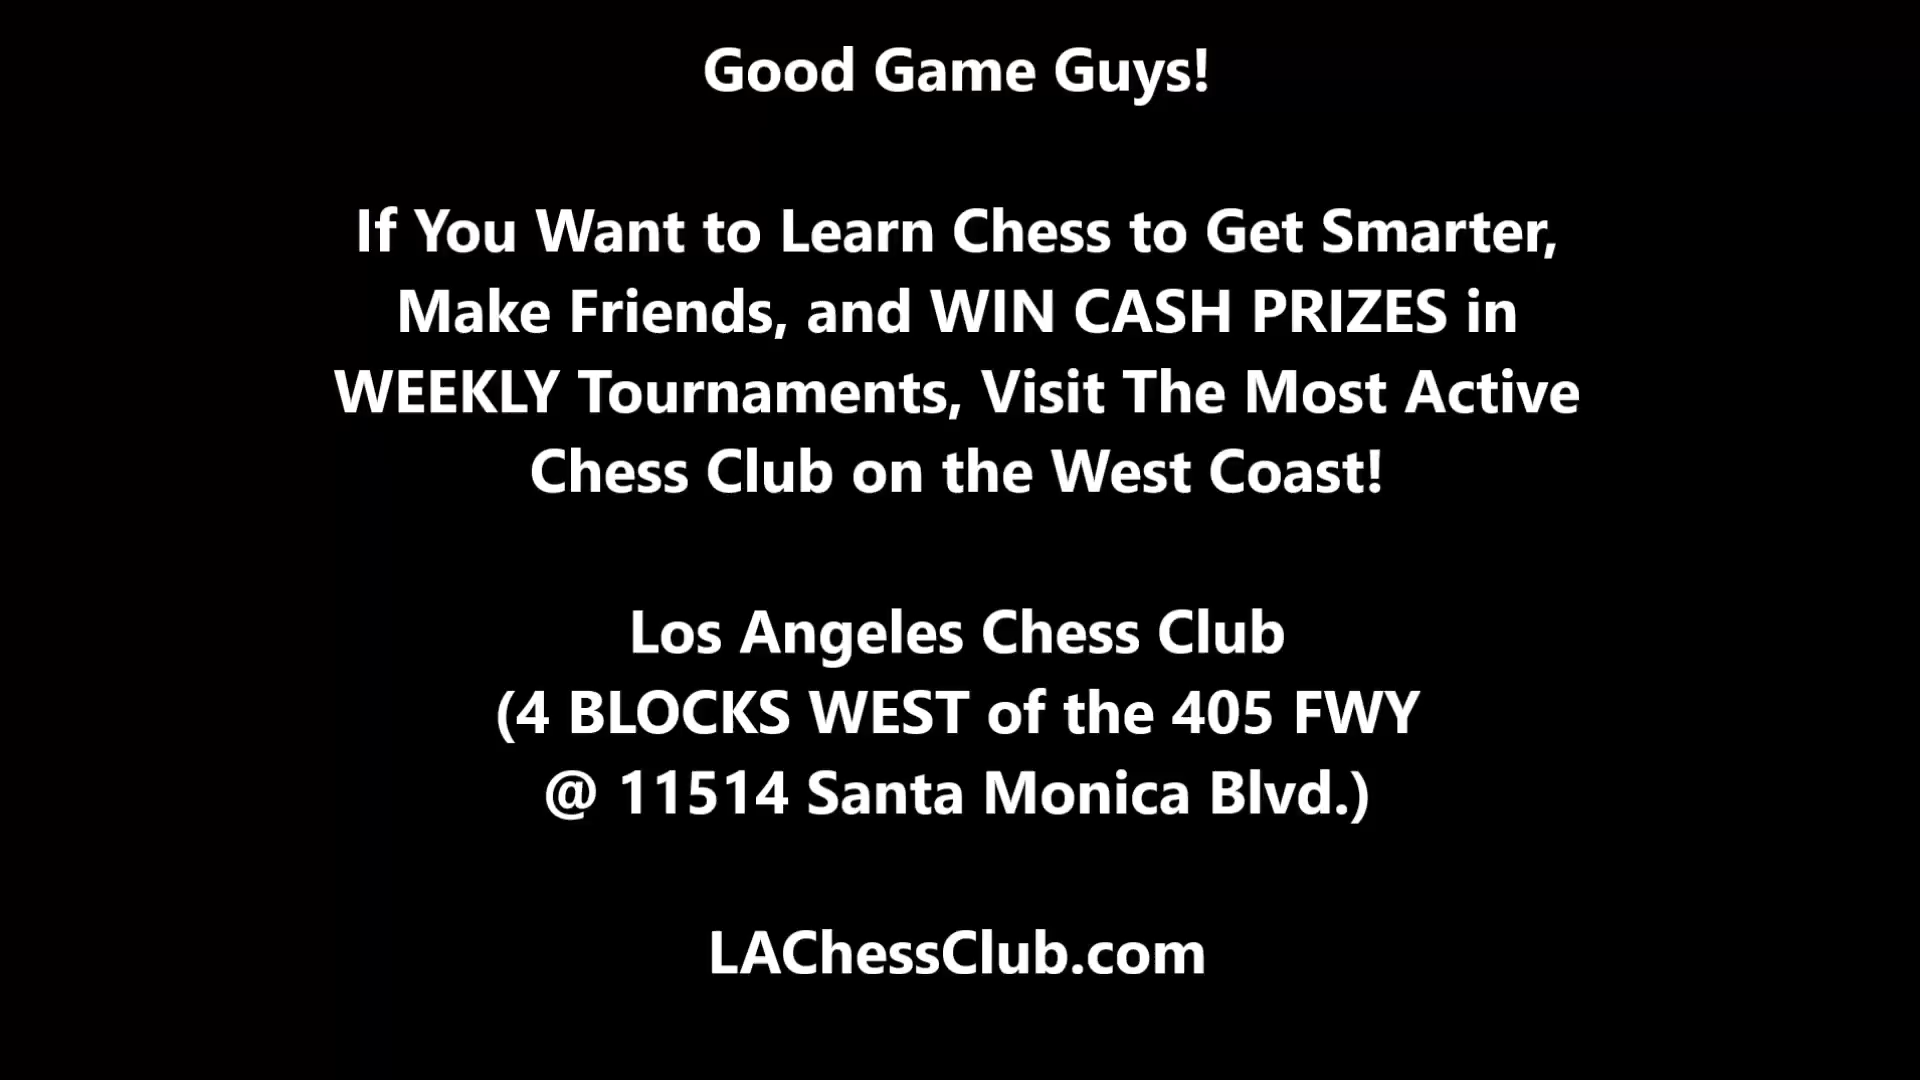 Good Game Guys!
If You Want to Learn Chess to Get Smarter,
Make Friends, and WIN CASH PRIZES in
WEEKLY Tournaments, Visit The Most Active
Chess Club on the West Coast!
Los Angeles Chess Club
(4 BLOCKS WEST of the 405 FWY
@ 11514 Santa Monica Blvd.)
LAChessClub.com